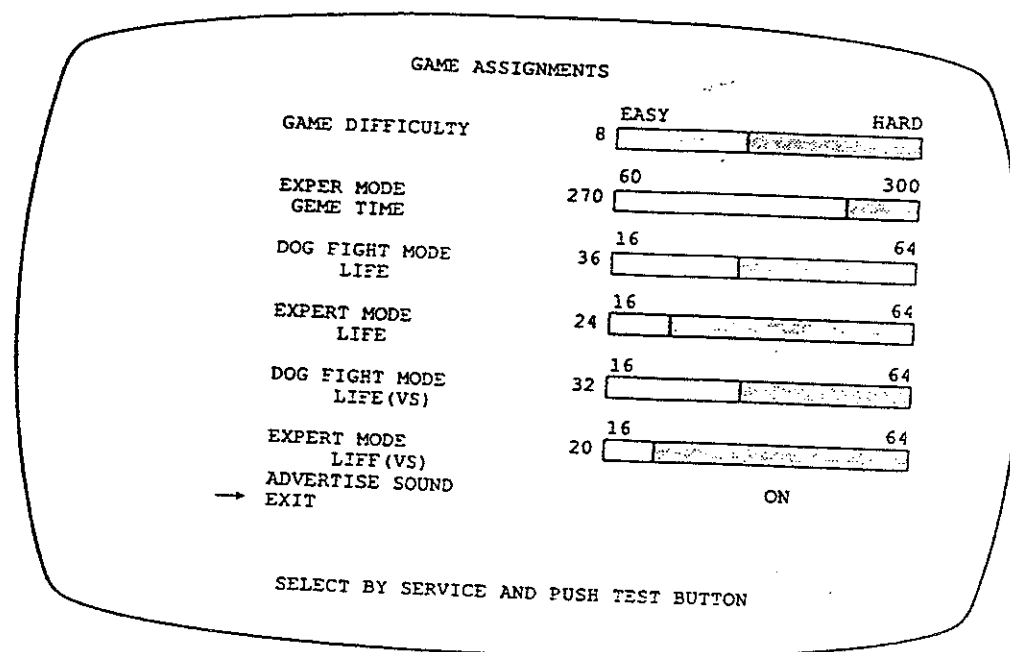 GAME ASSIGNMENTS
EASY HARD
GAME DIFFICULTY 8
60 300
EXPER MODE 270
GEME TIME
16 64
DOG FIGHT MODE 36
LIFE
16 64
EXPERT MODE 24
LIFE
16 64
DOG FIGHT MODE 32
LIFE(VS)
16 64
EXPERT MODE 20
LIFF(VS)
ADVERTISE SOUND ON
→ EXIT
SELECT BY SERVICE AND PUSH TEST BUTTON